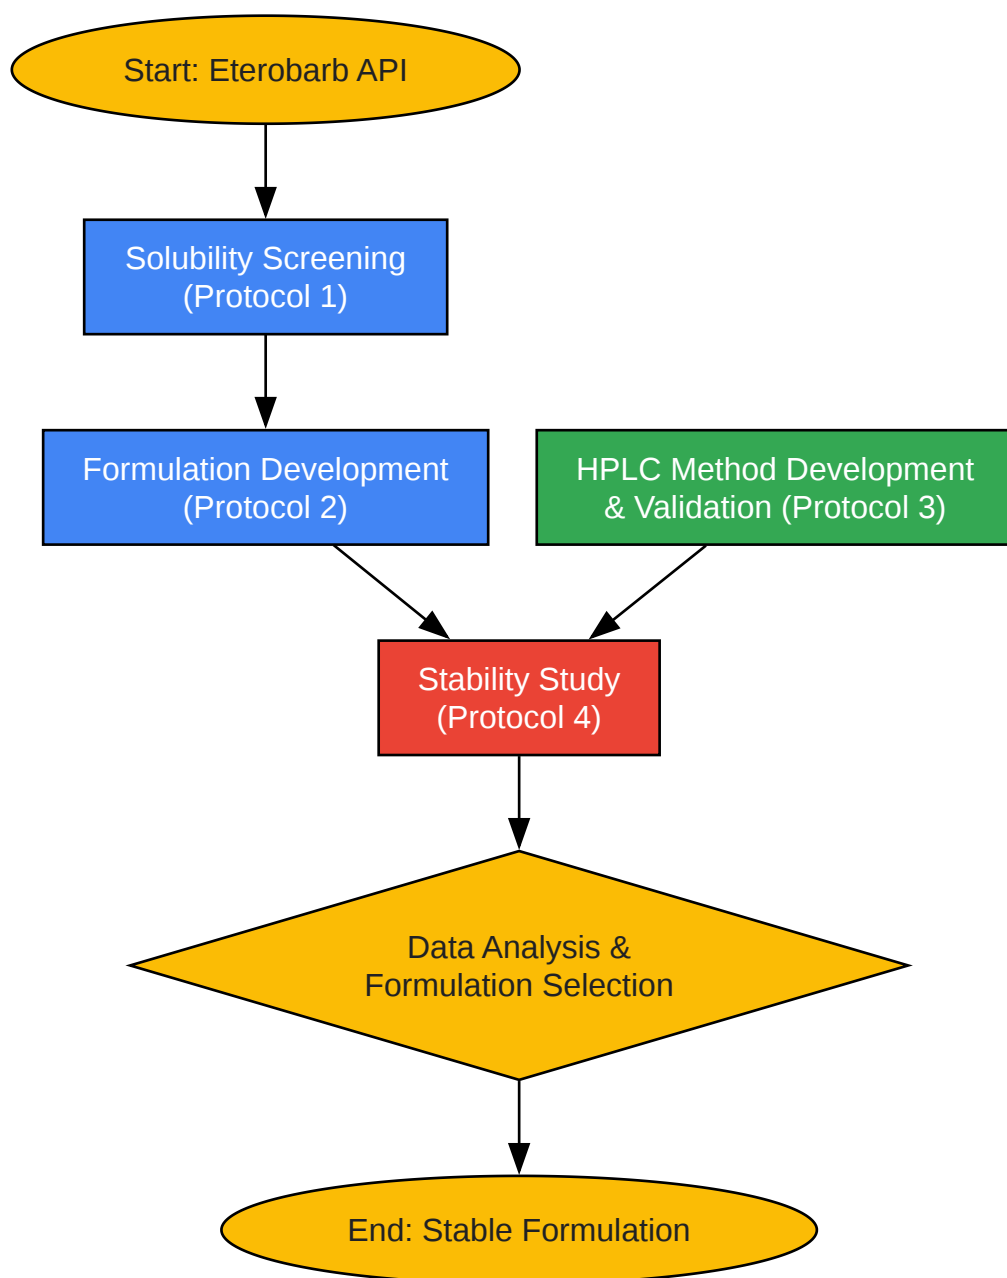 Start: Eterobarb API
Solubility Screening
(Protocol 1)
Formulation Development
(Protocol 2)
HPLC Method Development
& Validation (Protocol 3)
Stability Study
(Protocol 4)
Data Analysis &
Formulation Selection
End: Stable Formulation